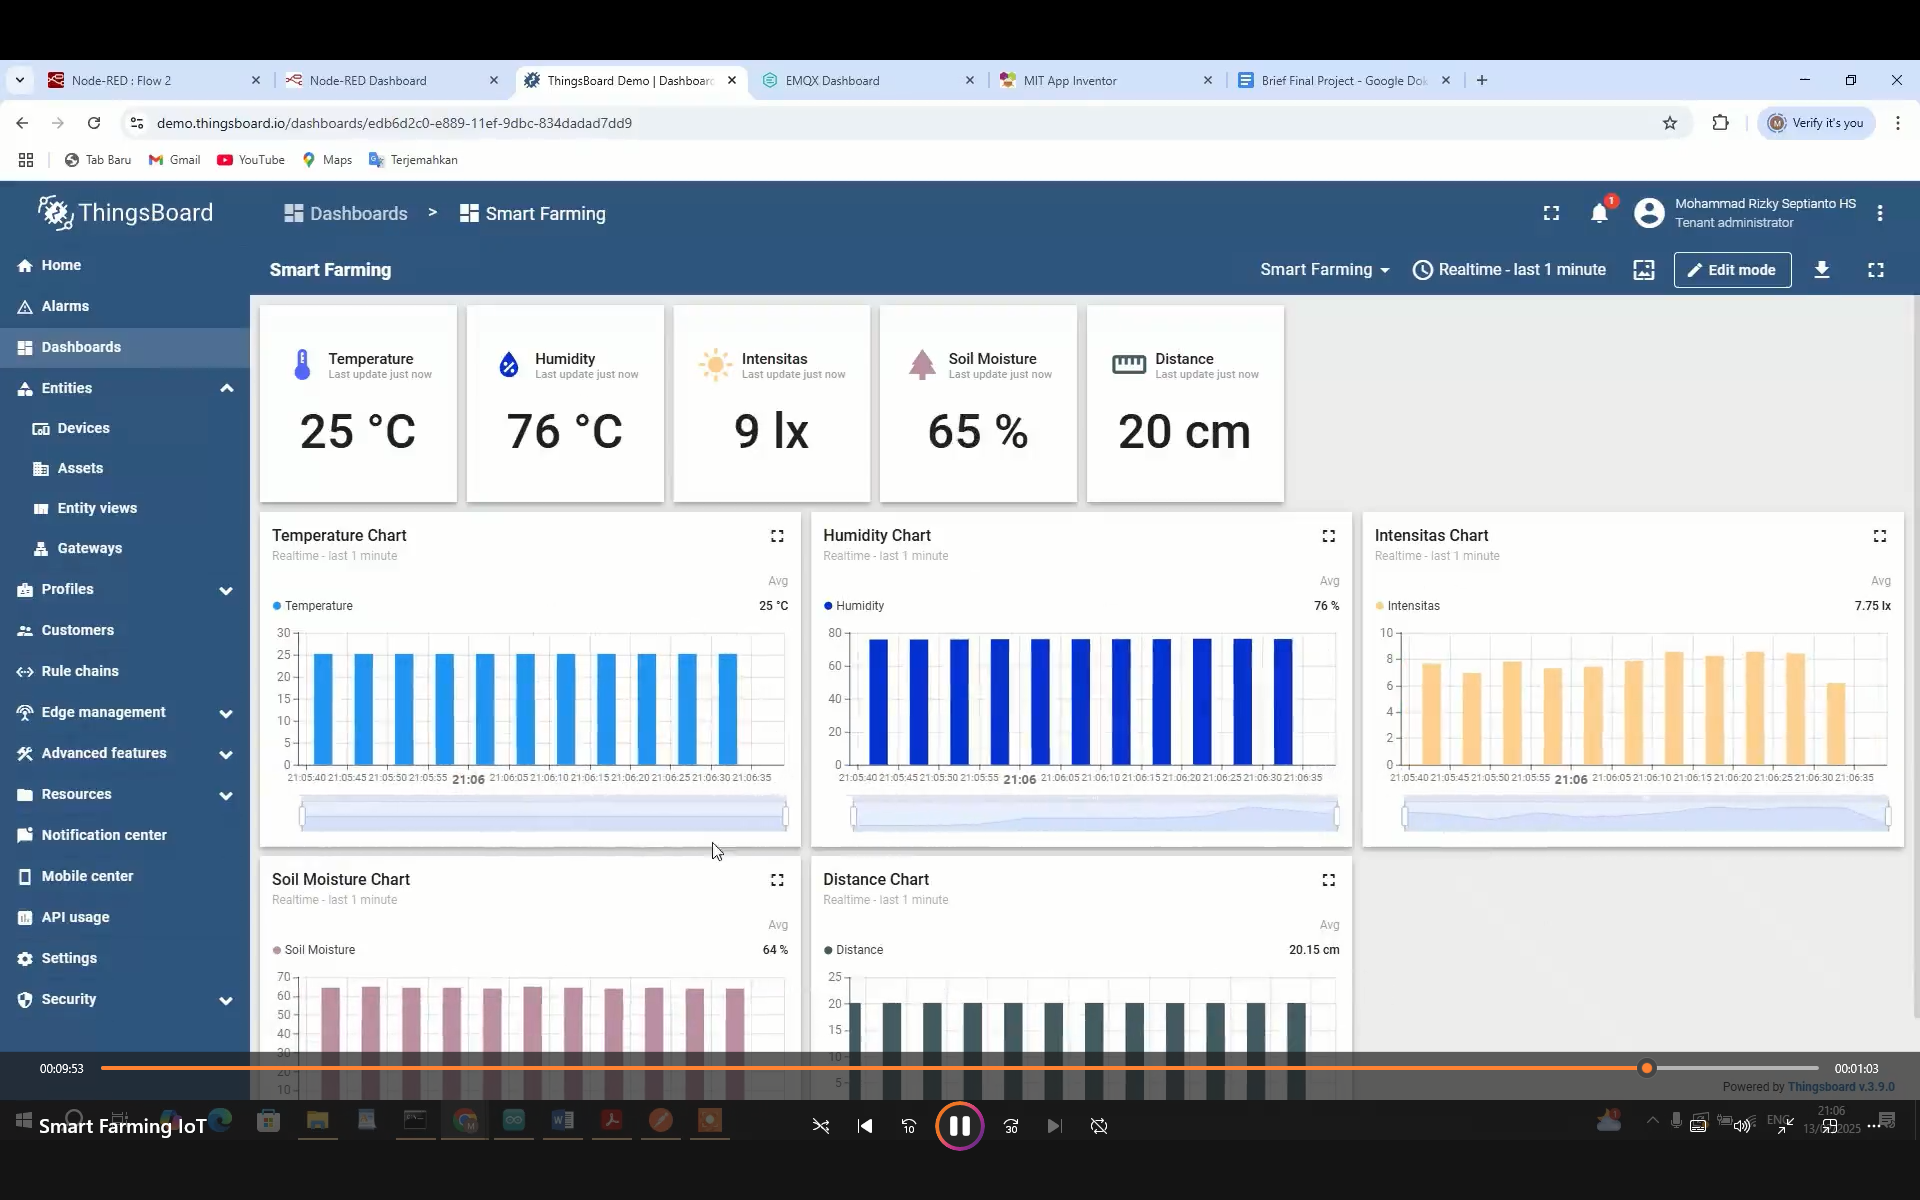 Node-RED : Flow 2
Node-RED Dashboard
ThingsBoard Demo | Dashboard
EMQX Dashboard
MIT App Inventor
Brief Final Project - Google Dok
demo.thingsboard.io/dashboards/edb6d2c0-e889-11ef-9dbc-834dadad7dd9
Verify it's you
Tab Baru
Gmail
YouTube
Maps
Terjemahkan
ThingsBoard
Dashboards > Smart Farming
1
Mohammad Rizky Septianto HS
Tenant administrator
Home
Alarms
Dashboards
Entities
Devices
Assets
Entity views
Gateways
Profiles
Customers
Rule chains
Edge management
Advanced features
Resources
Notification center
Mobile center
API usage
Settings
Security
Smart Farming
Smart Farming
Realtime - last 1 minute
Edit mode
Temperature
Last update just now
25 °C
Humidity
Last update just now
76 °C
Intensitas
Last update just now
9 lx
Soil Moisture
Last update just now
65 %
Distance
Last update just now
20 cm
Temperature Chart
Realtime - last 1 minute
Avg
Temperature 25 °C
30
25
20
15
10
5
0
21:05:40 21:05:45 21:05:50 21:05:55 21:06 21:06:05 21:06:10 21:06:15 21:06:20 21:06:25 21:06:30 21:06:35
Humidity Chart
Realtime - last 1 minute
Avg
Humidity 76 %
80
60
40
20
0
21:05:40 21:05:45 21:05:50 21:05:55 21:06 21:06:05 21:06:10 21:06:15 21:06:20 21:06:25 21:06:30 21:06:35
Intensitas Chart
Realtime - last 1 minute
Avg
Intensitas 7.75 lx
10
8
6
4
2
0
21:05:40 21:05:45 21:05:50 21:05:55 21:06 21:06:05 21:06:10 21:06:15 21:06:20 21:06:25 21:06:30 21:06:35
Soil Moisture Chart
Realtime - last 1 minute
Avg
Soil Moisture 64 %
70
60
50
40
30
20
10
Distance Chart
Realtime - last 1 minute
Avg
Distance 20.15 cm
25
20
15
10
5
00:09:53
00:01:03
Powered by Thingsboard v.3.9.0
Smart Farming IoT
10
30
ENG
21:06